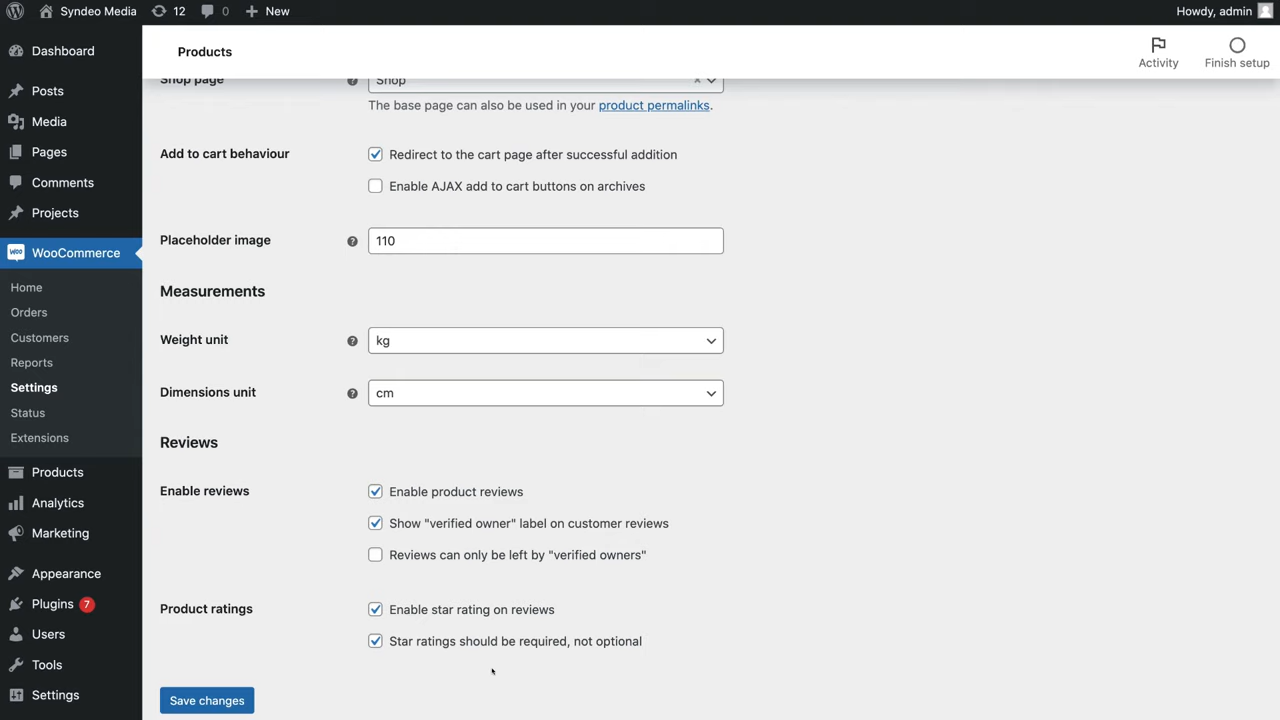 Syndeo Media 12 0 New Howdy, admin
Products
Activity
Finish setup
Dashboard
Posts
Media
Pages
Comments
Projects
WooCommerce
Home
Orders
Customers
Reports
Settings
Status
Extensions
Products
Analytics
Marketing
Appearance
Plugins 7
Users
Tools
Settings
Shop page ? Shop ×
The base page can also be used in your product permalinks.
Add to cart behaviour
Redirect to the cart page after successful addition
Enable AJAX add to cart buttons on archives
Placeholder image ? 110
Measurements
Weight unit ? kg
Dimensions unit ? cm
Reviews
Enable reviews
Enable product reviews
Show "verified owner" label on customer reviews
Reviews can only be left by "verified owners"
Product ratings
Enable star rating on reviews
Star ratings should be required, not optional
Save changes